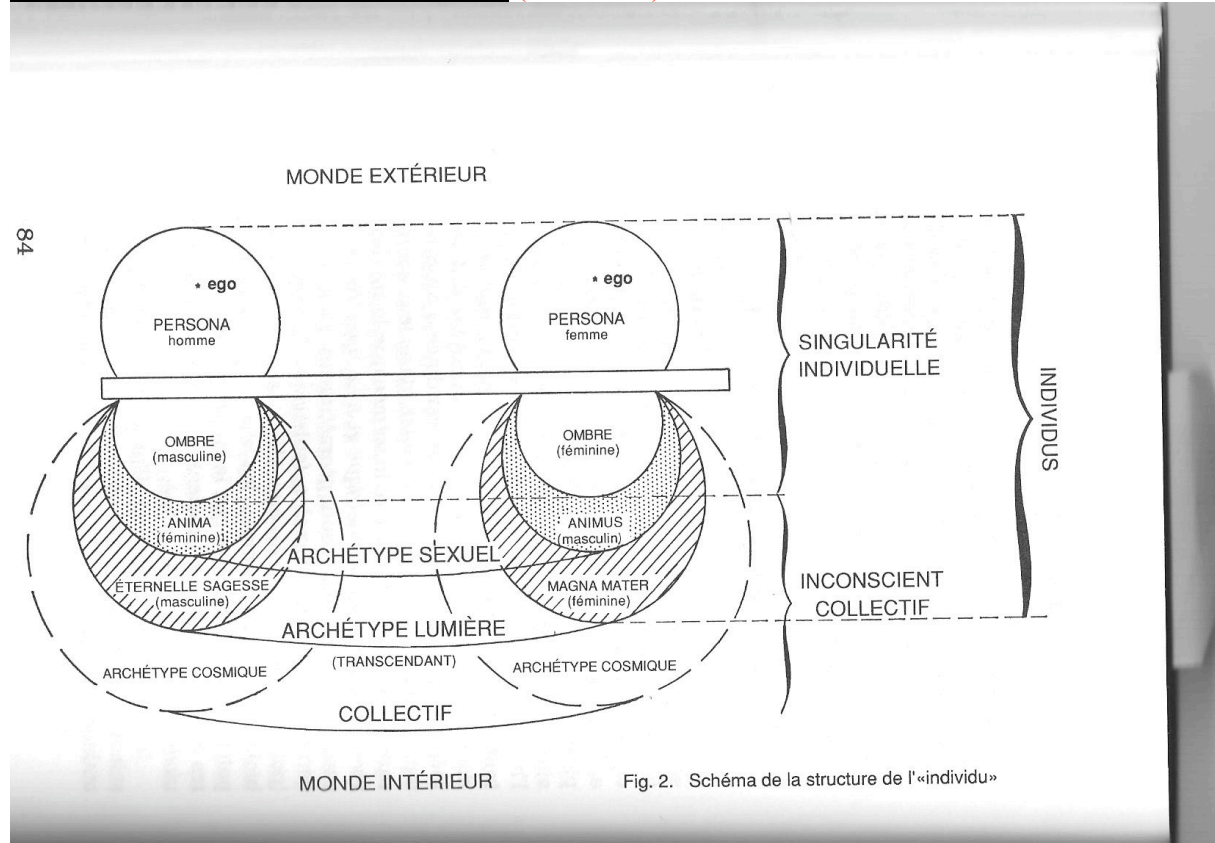 MONDE EXTÉRIEUR
84
* ego
PERSONA
homme
* ego
PERSONA
femme
SINGULARITÉ
INDIVIDUELLE
INDIVIDUS
OMBRE
(masculine)
OMBRE
(féminine)
ANIMA
(féminine)
ANIMUS
(masculin)
ARCHÉTYPE SEXUEL
ÉTERNELLE SAGESSE
(masculine)
MAGNA MATER
(féminine)
INCONSCIENT
COLLECTIF
ARCHÉTYPE LUMIÈRE
(TRANSCENDANT)
ARCHÉTYPE COSMIQUE
ARCHÉTYPE COSMIQUE
COLLECTIF
MONDE INTÉRIEUR
Fig. 2. Schéma de la structure de l'«individu»